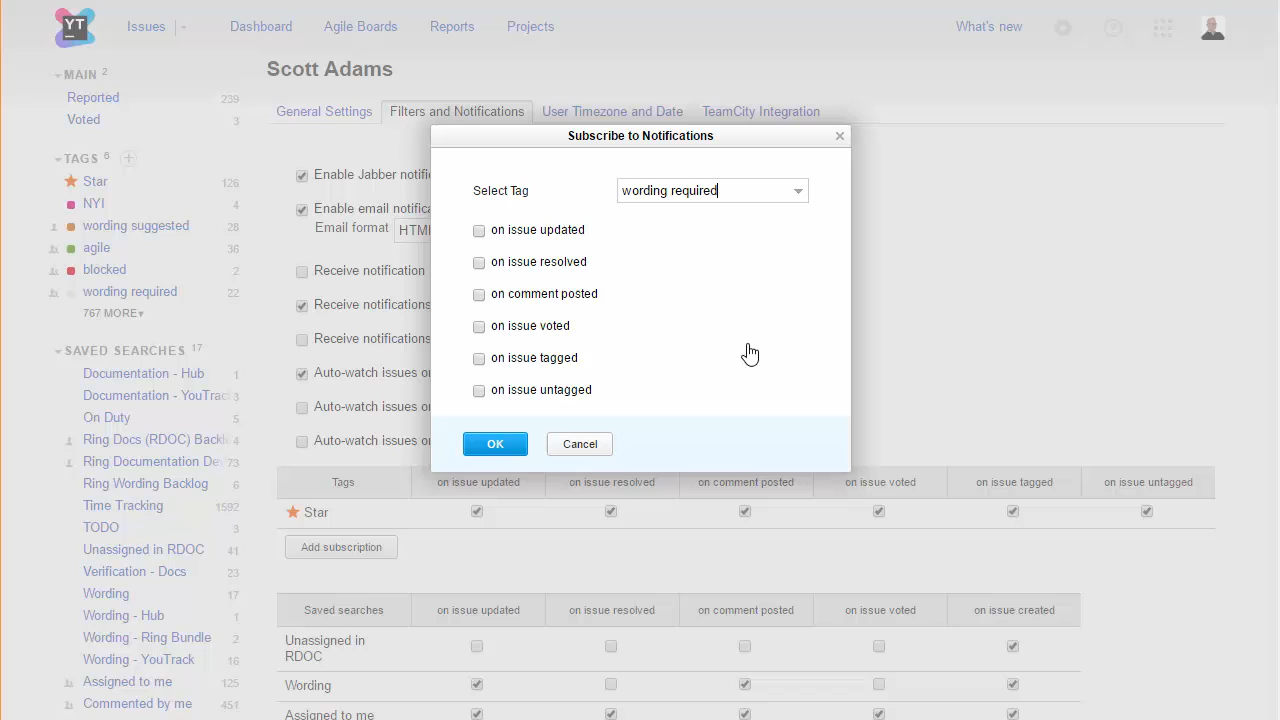 YT
Issues
Dashboard
Agile Boards
Reports
Projects
What's new
MAIN 2
Reported 239
Voted 3
TAGS 6
Star 126
NYI 4
wording suggested 28
agile 36
blocked 2
wording required 22
767 MORE
SAVED SEARCHES 17
Documentation - Hub 1
Documentation - YouTrac 3
On Duty 5
Ring Docs (RDOC) Backl 4
Ring Documentation De 73
Ring Wording Backlog 6
Time Tracking 1592
TODO 3
Unassigned in RDOC 41
Verification - Docs 23
Wording 17
Wording - Hub 1
Wording - Ring Bundle 2
Wording - YouTrack 16
Assigned to me 125
Commented by me 451
Scott Adams
General Settings
Filters and Notifications
User Timezone and Date
TeamCity Integration
Enable Jabber notifi
Enable email notifica
Email format HTM
Receive notification
Receive notifications
Receive notifications
Auto-watch issues o
Auto-watch issues o
Auto-watch issues o
Subscribe to Notifications
Select Tag
wording required
on issue updated
on issue resolved
on comment posted
on issue voted
on issue tagged
on issue untagged
OK
Cancel
Tags on issue updated on issue resolved on comment posted on issue voted on issue tagged on issue untagged
Star
Add subscription
Saved searches on issue updated on issue resolved on comment posted on issue voted on issue created
Unassigned in
RDOC
Wording
Assigned to me